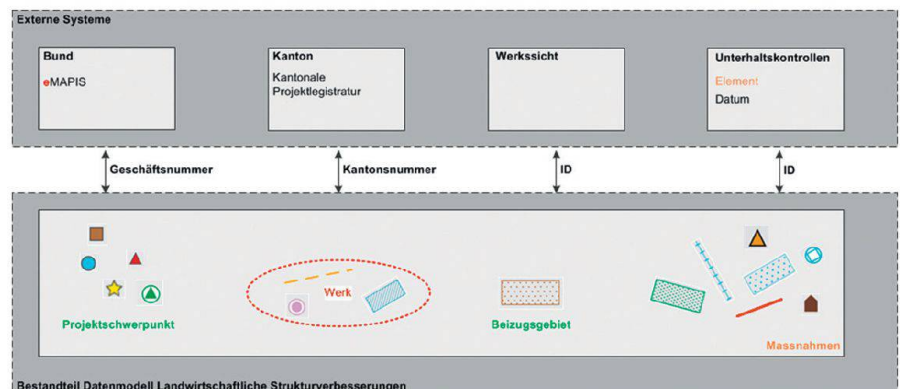 Externe Systeme
Bund
eMAPIS
Kanton
Kantonale
Projektlegistratur
Werkssicht
Unterhaltskontrollen
Element
Datum
Geschäftsnummer
Kantonsnummer
ID
ID
Werk
Projektschwerpunkt
Beizugsgebiet
Massnahmen
Bestandteil Datenmodell Landwirtschaftliche Strukturverbesserungen